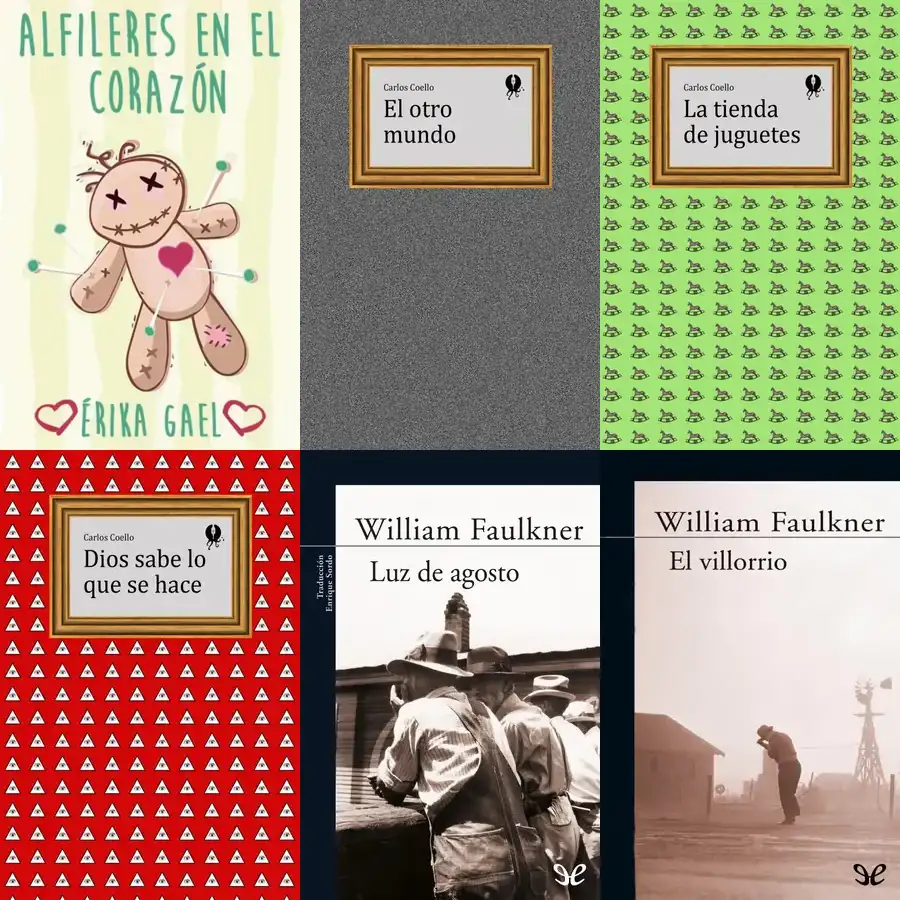 ALFILERES EN EL
CORAZÓN
ÉRIKA GAEL
Carlos Coello
El otro
mundo
Carlos Coello
La tienda
de juguetes
Carlos Coello
Dios sabe lo
que se hace
William Faulkner
Luz de agosto
Traducción
Enrique Sordo
William Faulkner
El villorrio